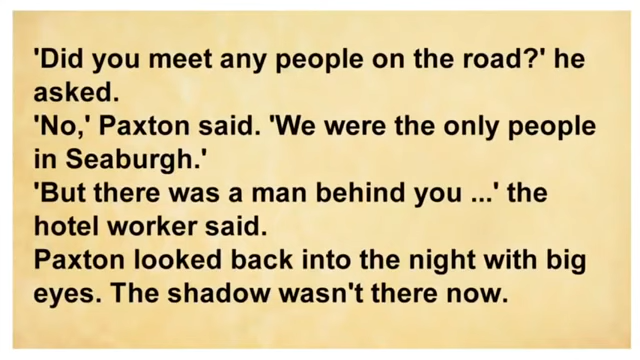 'Did you meet any people on the road?' he
asked.
'No,' Paxton said. 'We were the only people
in Seaburgh.'
'But there was a man behind you ...' the
hotel worker said.
Paxton looked back into the night with big
eyes. The shadow wasn't there now.